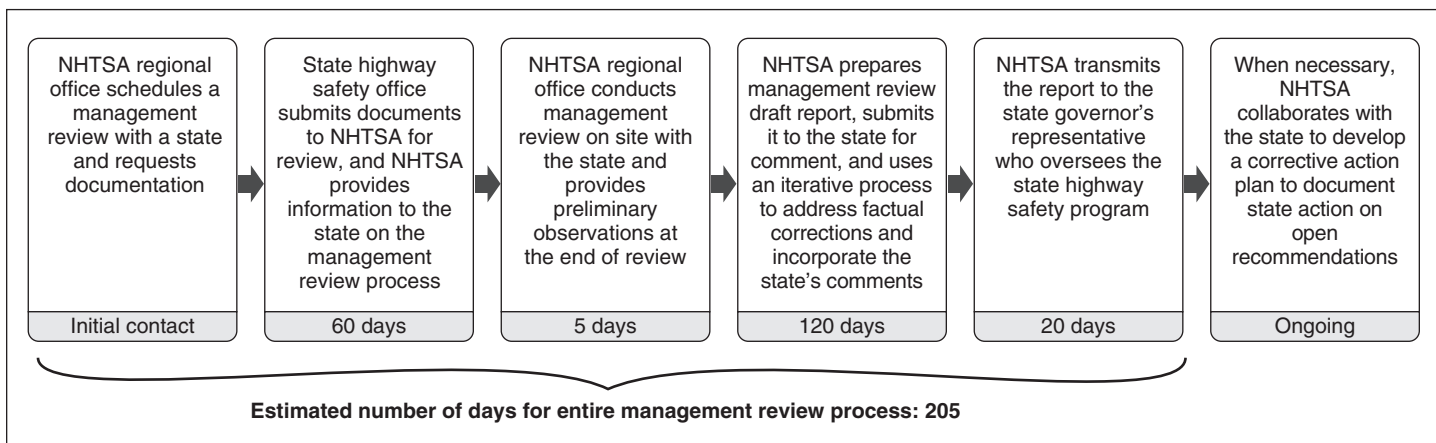 NHTSA regional
office schedules a
management
review with a state
and requests
documentation
Initial contact
State highway
safety office
submits documents
to NHTSA for
review, and NHTSA
provides
information to the
state on the
management
review process
60 days
NHTSA regional
office conducts
management
review on site with
the state and
provides
preliminary
observations at
the end of review
5 days
NHTSA prepares
management review
draft report, submits
it to the state for
comment, and uses
an iterative process
to address factual
corrections and
incorporate the
state’s comments
120 days
NHTSA transmits
the report to the
state governor’s
representative
who oversees the
state highway
safety program
20 days
When necessary,
NHTSA
collaborates with
the state to develop
a corrective action
plan to document
state action on
open
recommendations
Ongoing
Estimated number of days for entire management review process: 205